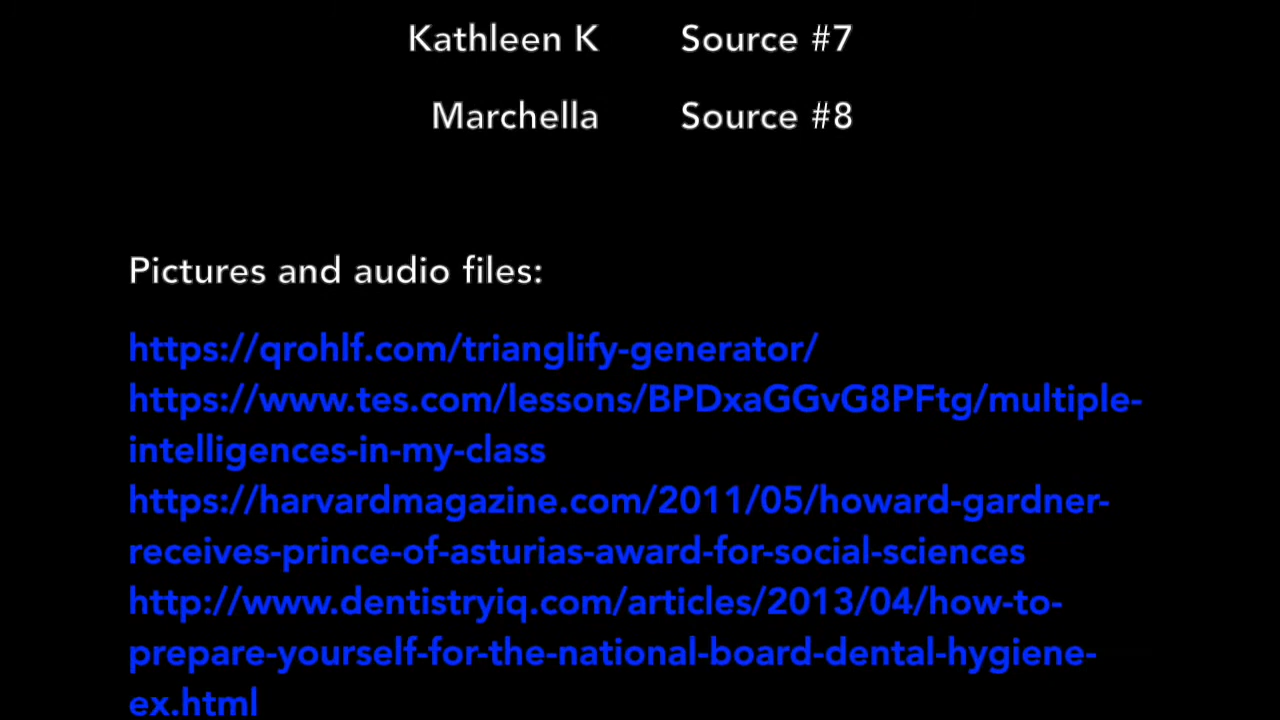 Kathleen K Source #7
Marchella Source #8
Pictures and audio files:
https://qrohlf.com/trianglify-generator/
https://www.tes.com/lessons/BPDxaGGvG8PFtg/multiple-
intelligences-in-my-class
https://harvardmagazine.com/2011/05/howard-gardner-
receives-prince-of-asturias-award-for-social-sciences
http://www.dentistryiq.com/articles/2013/04/how-to-
prepare-yourself-for-the-national-board-dental-hygiene-
ex.html